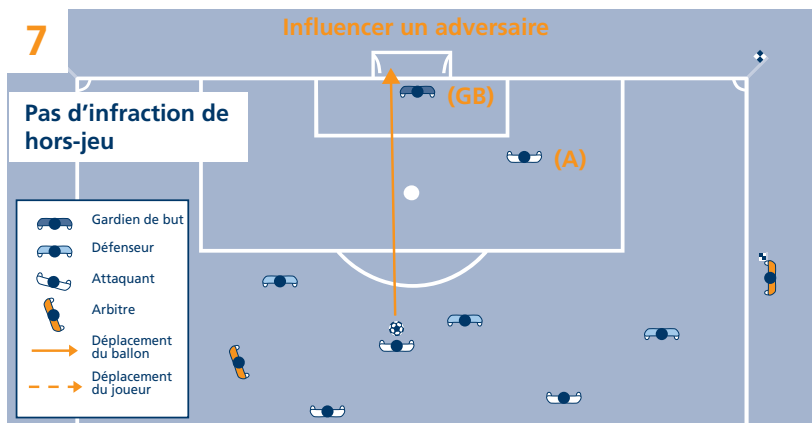 7
Influencer un adversaire
(GB)
Pas d’infraction de
hors-jeu
(A)
Gardien de but
Défenseur
Attaquant
Arbitre
Déplacement
du ballon
Déplacement
du joueur